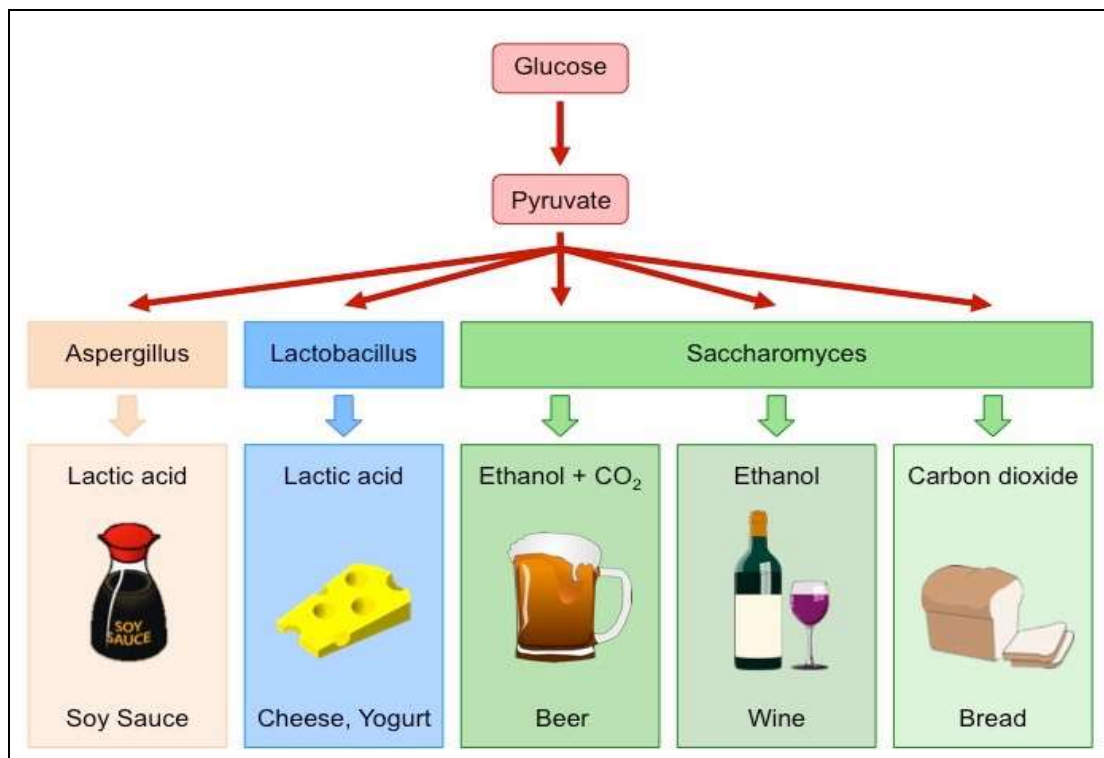 Glucose
Pyruvate
Aspergillus
Lactobacillus
Saccharomyces
Lactic acid
SOY
SAUCE
Soy Sauce
Lactic acid
Cheese, Yogurt
Ethanol + CO₂
Beer
Ethanol
Wine
Carbon dioxide
Bread